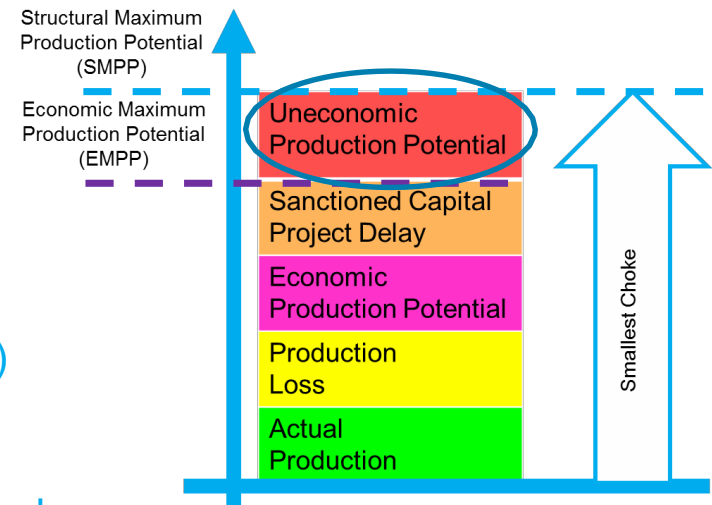 Structural Maximum
Production Potential
(SMPP)
Economic Maximum
Production Potential
(EMPP)
Uneconomic
Production Potential
Sanctioned Capital
Project Delay
Economic
Production Potential
Production
Loss
Actual
Production
Smallest Choke